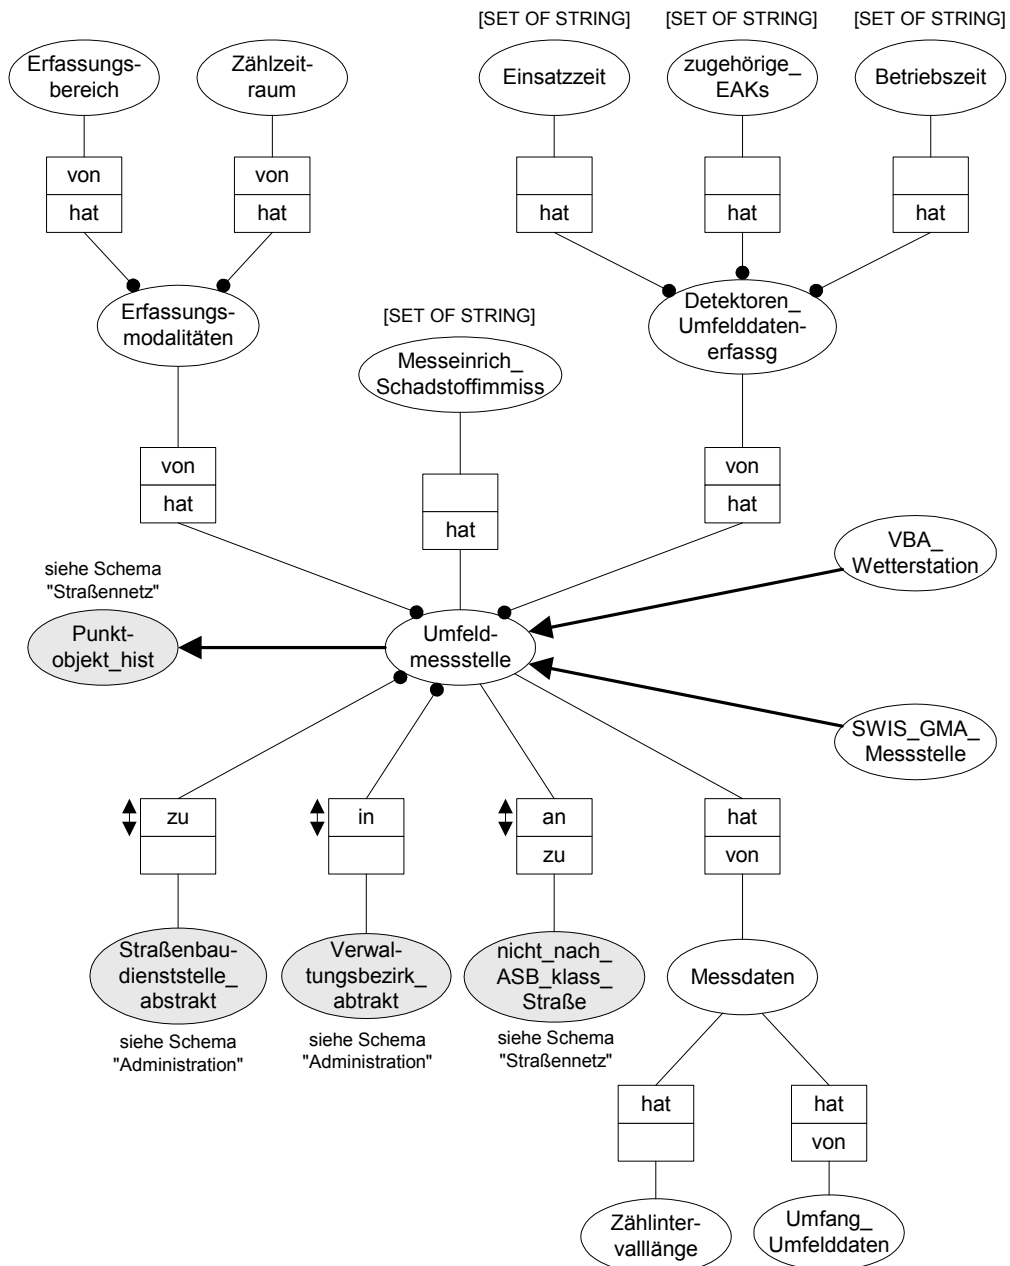 [SET OF STRING] [SET OF STRING] [SET OF STRING]
Erfassungs-
bereich
Zählzeit-
raum
Einsatzzeit
zugehörige_
EAKs
Betriebszeit
von
hat
von
hat
hat
hat
hat
Erfassungs-
modalitäten
[SET OF STRING]
Messeinrich_
Schadstoffimmiss
Detektoren_
Umfelddaten-
erfassg
von
hat
hat
von
hat
VBA_
Wetterstation
siehe Schema
"Straßennetz"
Punkt-
objekt_hist
Umfeld-
messstelle
SWIS_GMA_
Messstelle
zu
in
an
zu
hat
von
Straßenbau-
dienststelle_
abstrakt
Verwal-
tungsbezirk_
abtrakt
nicht_nach_
ASB_klass_
Straße
Messdaten
siehe Schema
"Administration"
siehe Schema
"Administration"
siehe Schema
"Straßennetz"
hat
hat
von
Zählinter-
valllänge
Umfang_
Umfelddaten